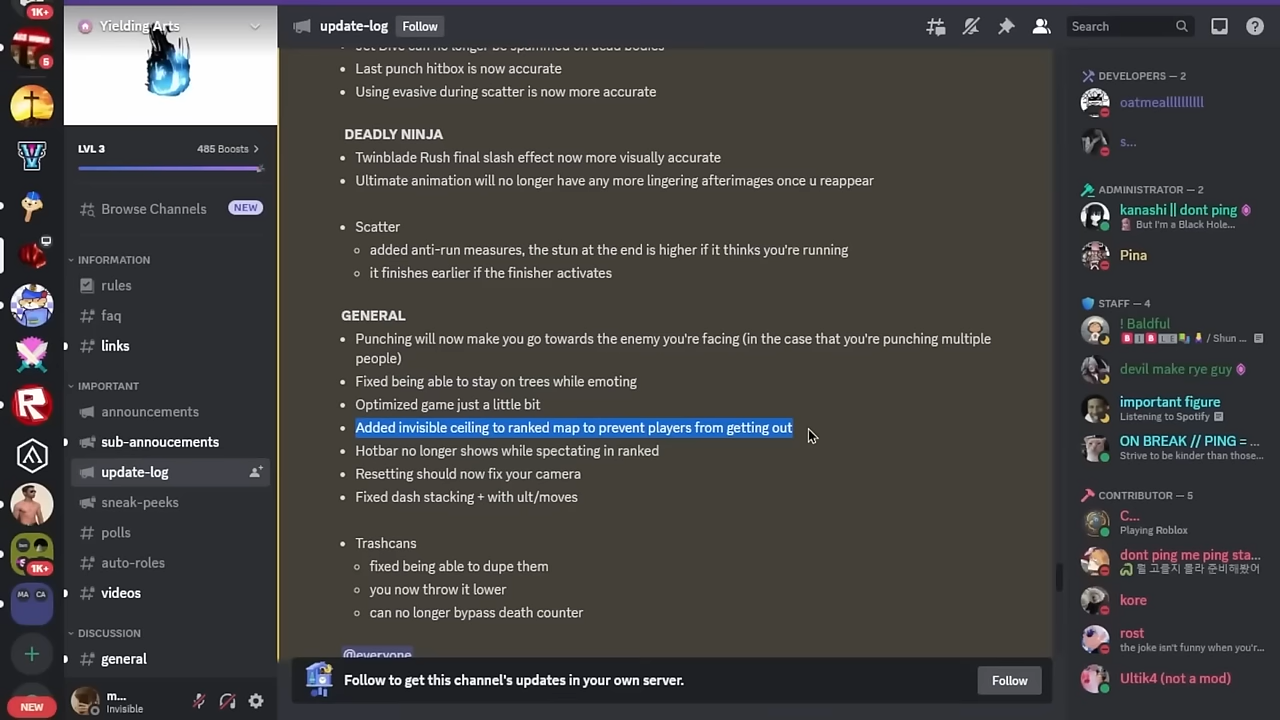 1K+
5
1K+
NEW
Yielding Arts
LVL 3
485 Boosts
Browse Channels
NEW
INFORMATION
rules
faq
links
IMPORTANT
announcements
sub-annoucements
update-log
sneak-peeks
polls
auto-roles
videos
DISCUSSION
general
MA CA
m...
Invisible
update-log
Follow
Search
Last punch hitbox is now accurate
Using evasive during scatter is now more accurate
DEADLY NINJA
Twinblade Rush final slash effect now more visually accurate
Ultimate animation will no longer have any more lingering afterimages once u reappear
Scatter
added anti-run measures, the stun at the end is higher if it thinks you're running
it finishes earlier if the finisher activates
GENERAL
Punching will now make you go towards the enemy you're facing (in the case that you're punching multiple
people)
Fixed being able to stay on trees while emoting
Optimized game just a little bit
Added invisible ceiling to ranked map to prevent players from getting out
Hotbar no longer shows while spectating in ranked
Resetting should now fix your camera
Fixed dash stacking + with ult/moves
Trashcans
fixed being able to dupe them
you now throw it lower
can no longer bypass death counter
@everyone
Follow to get this channel's updates in your own server.
Follow
DEVELOPERS — 2
oatmealllllllllll
s...
ADMINISTRATOR — 2
kanashi || dont ping
But I'm a Black Hole...
Pina
STAFF — 4
! Baldful
/ Shun ...
devil make rye guy
important figure
Listening to Spotify
ON BREAK // PING = ...
Strive to be kinder than those...
CONTRIBUTOR — 5
C...
Playing Roblox
dont ping me ping sta...
kore
rost
the joke isn't funny when you'r...
Ultik4 (not a mod)